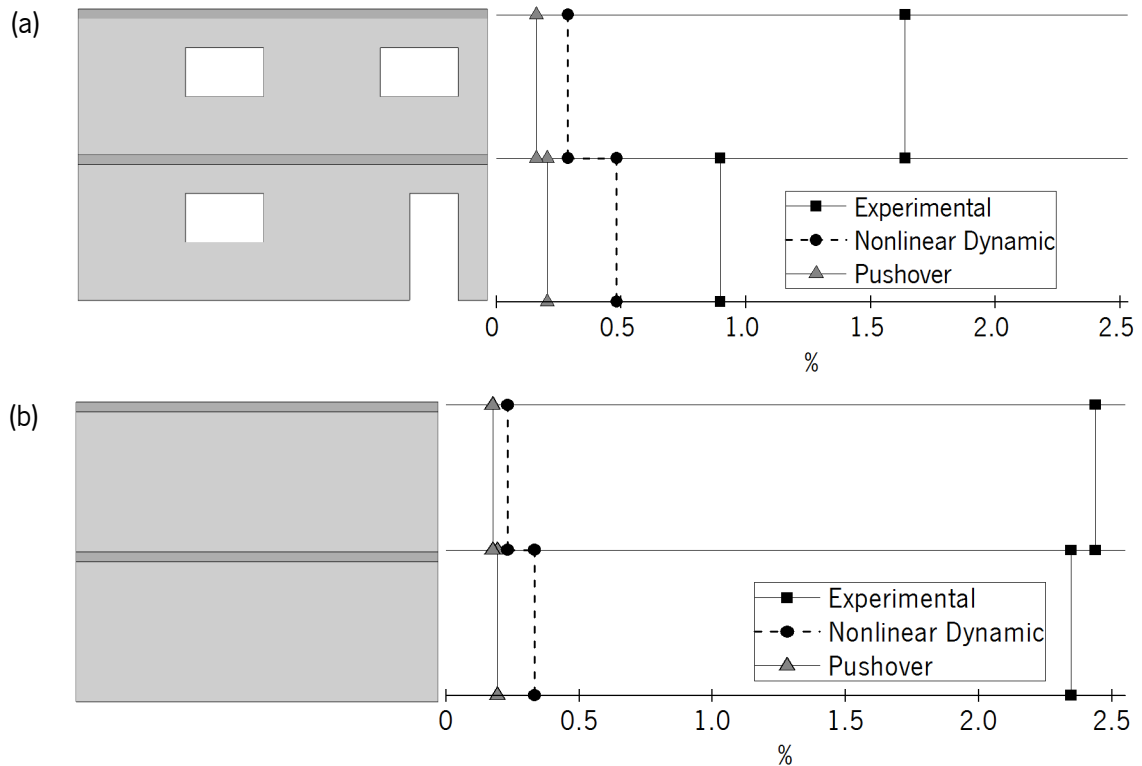 (a)
Experimental
Nonlinear Dynamic
Pushover
0 0.5 1.0 1.5 2.0 2.5
%
(b)
Experimental
Nonlinear Dynamic
Pushover
0 0.5 1.0 1.5 2.0 2.5
%